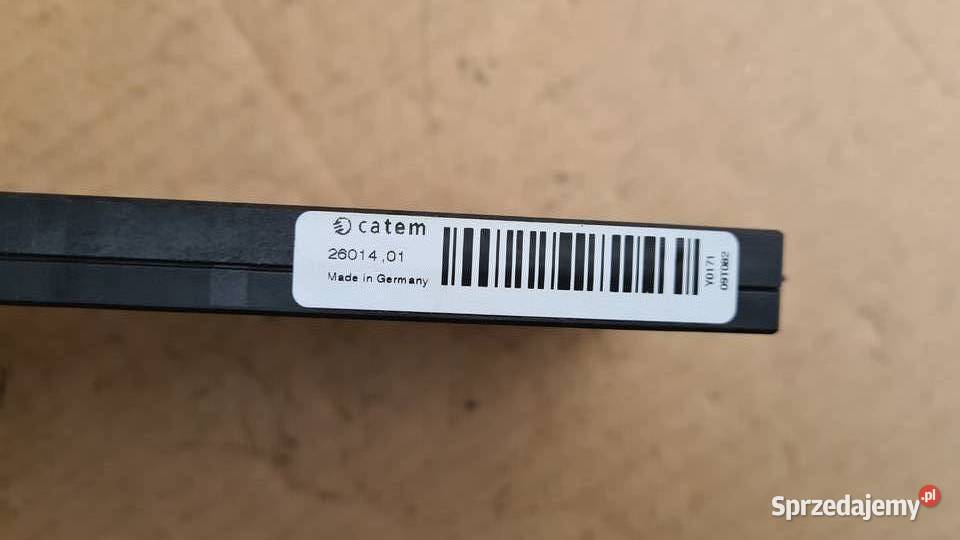 catem
26014,01
Made in Germany
Y0171
09T082
Sprzedajemy.pl